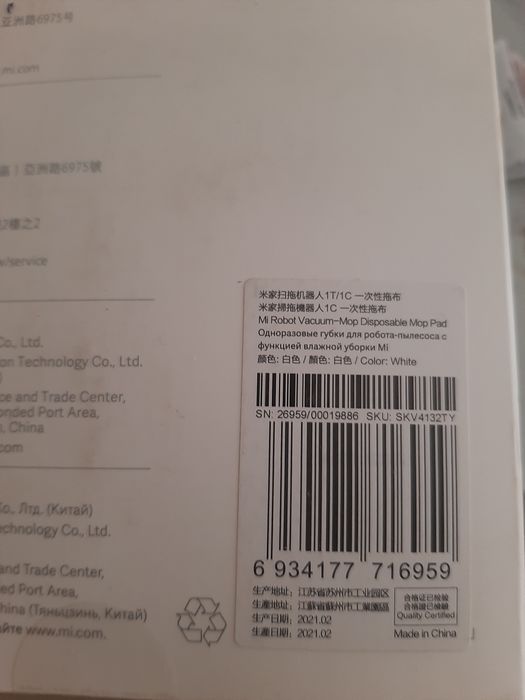 亚洲路6975号
mi.com
亞洲路6975號
2樓之2
/service
Co., Ltd.
on Technology Co., Ltd.
ce and Trade Center,
onded Port Area,
, China
com
Co., Лтд. (Китай)
echnology Co., Ltd.
and Trade Center,
ed Port Area,
hina (Тяньцзинь, Китай)
йте www.mi.com.
米家扫拖机器人1T/1C 一次性拖布
米家掃拖機器人1C 一次性拖布
Mi Robot Vacuum-Mop Disposable Mop Pad
Одноразовые губки для робота-пылесоса с
функцией влажной уборки Mi
颜色: 白色 / 顏色: 白色 / Color: White
SN: 26959/00019886 SKU: SKV4132TY
6 934177 716959
生产地址: 江苏省苏州市工业园区
生產地址: 江蘇省蘇州市工業園區
生产日期: 2021.02
生產日期: 2021.02
合格证已检验
合格證已檢驗
Quality Certified
Made in China